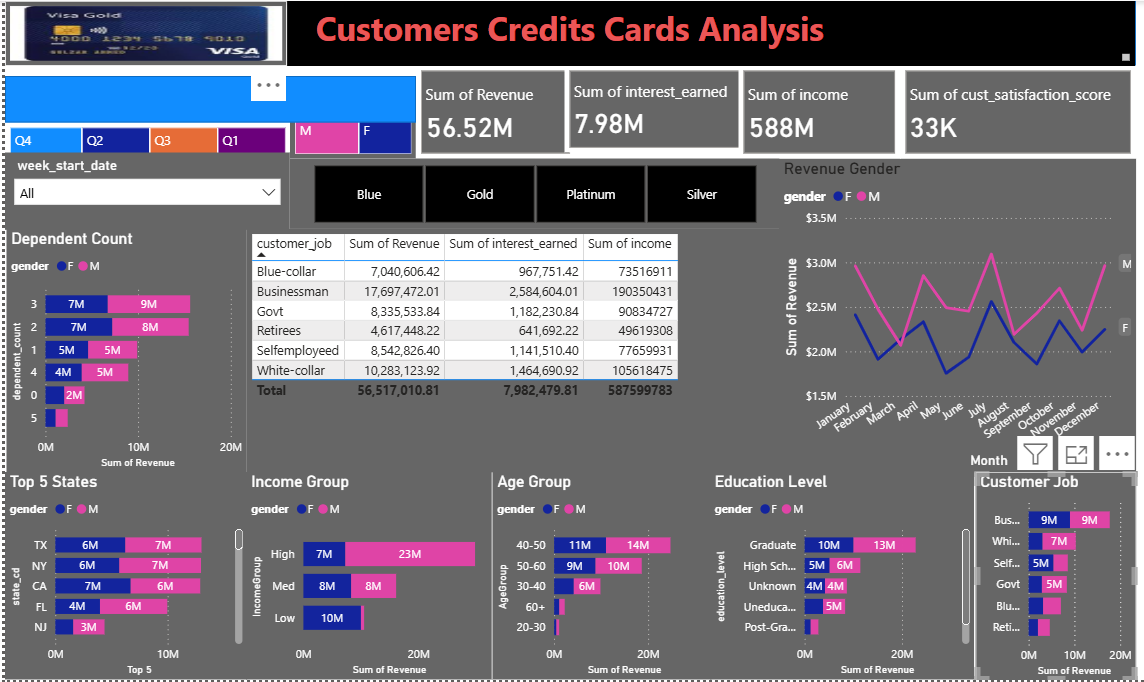 Visa Gold
4000 1234 5678 9010
VISA
Customers Credits Cards Analysis
Sum of Revenue
56.52M
Sum of interest_earned
7.98M
Sum of income
588M
Sum of cust_satisfaction_score
33K
Q4 Q2 Q3 Q1
M F
week_start_date
All
Blue Gold Platinum Silver
Dependent Count
gender F M
dependent_count
3 7M 9M
2 7M 8M
1 5M 5M
4 4M 5M
0 2M
5
0M 10M 20M
Sum of Revenue
customer_job Sum of Revenue Sum of interest_earned Sum of income
Blue-collar 7,040,606.42 967,751.42 73516911
Businessman 17,697,472.01 2,584,604.01 190350431
Govt 8,335,533.84 1,182,230.84 90834727
Retirees 4,617,448.22 641,692.22 49619308
Selfemployeed 8,542,826.40 1,141,510.40 77659931
White-collar 10,283,123.92 1,464,690.92 105618475
Total 56,517,010.81 7,982,479.81 587599783
Revenue Gender
gender F M
Sum of Revenue
$3.5M
$3.0M
$2.5M
$2.0M
$1.5M
M
F
January February March April May June July August September October November December
Month
Top 5 States
gender F M
state_cd
TX 6M 7M
NY 6M 7M
CA 7M 6M
FL 4M 6M
NJ 3M
0M 10M
Top 5
Income Group
gender F M
IncomeGroup
High 7M 23M
Med 8M 8M
Low 10M
0M 20M
Sum of Revenue
Age Group
gender F M
AgeGroup
40-50 11M 14M
50-60 9M 10M
30-40 6M
60+
20-30
0M 20M
Sum of Revenue
Education Level
gender F M
education_level
Graduate 10M 13M
High Sch... 5M 6M
Unknown 4M 4M
Uneduca... 5M
Post-Gra...
0M 20M
Sum of Revenue
Customer Job
Bus... 9M 9M
Whi... 7M
Self... 5M
Govt 5M
Blu...
Reti...
0M 10M 20M
Sum of Revenue